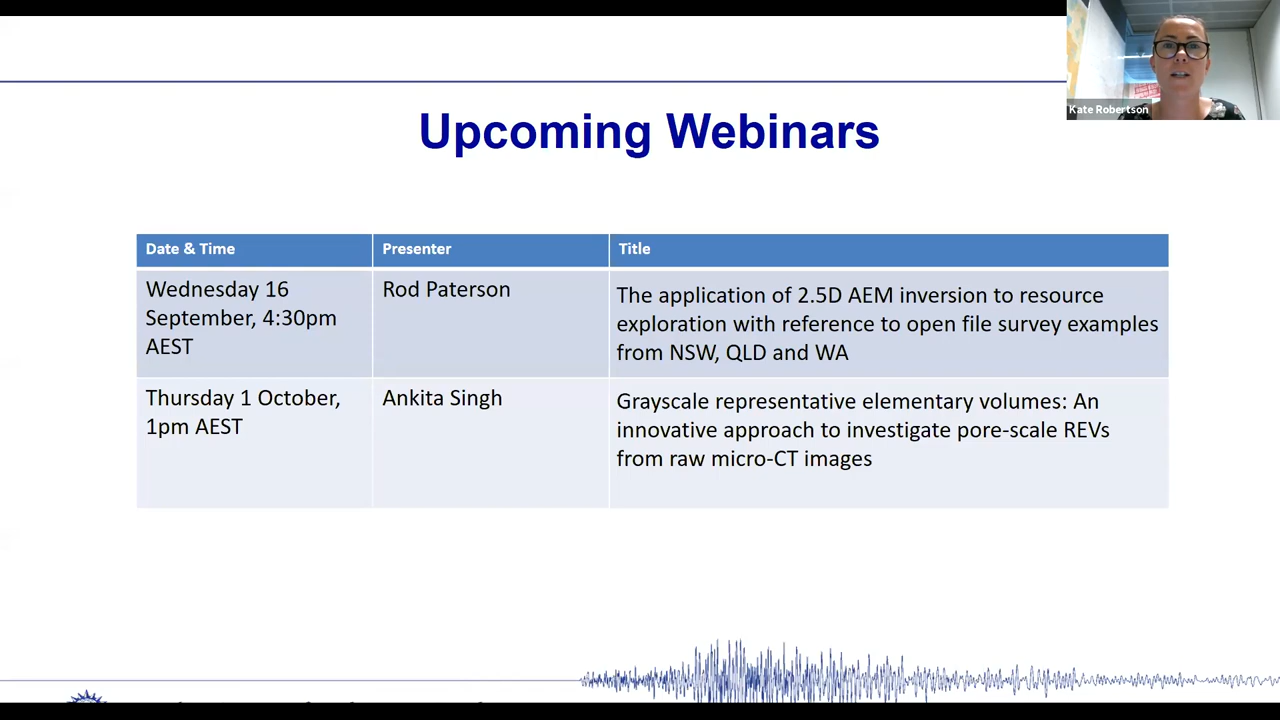 Kate Robertson
Upcoming Webinars
Date & Time
Presenter
Title
Wednesday 16
September, 4:30pm
AEST
Rod Paterson
The application of 2.5D AEM inversion to resource
exploration with reference to open file survey examples
from NSW, QLD and WA
Thursday 1 October,
1pm AEST
Ankita Singh
Grayscale representative elementary volumes: An
innovative approach to investigate pore-scale REVs
from raw micro-CT images